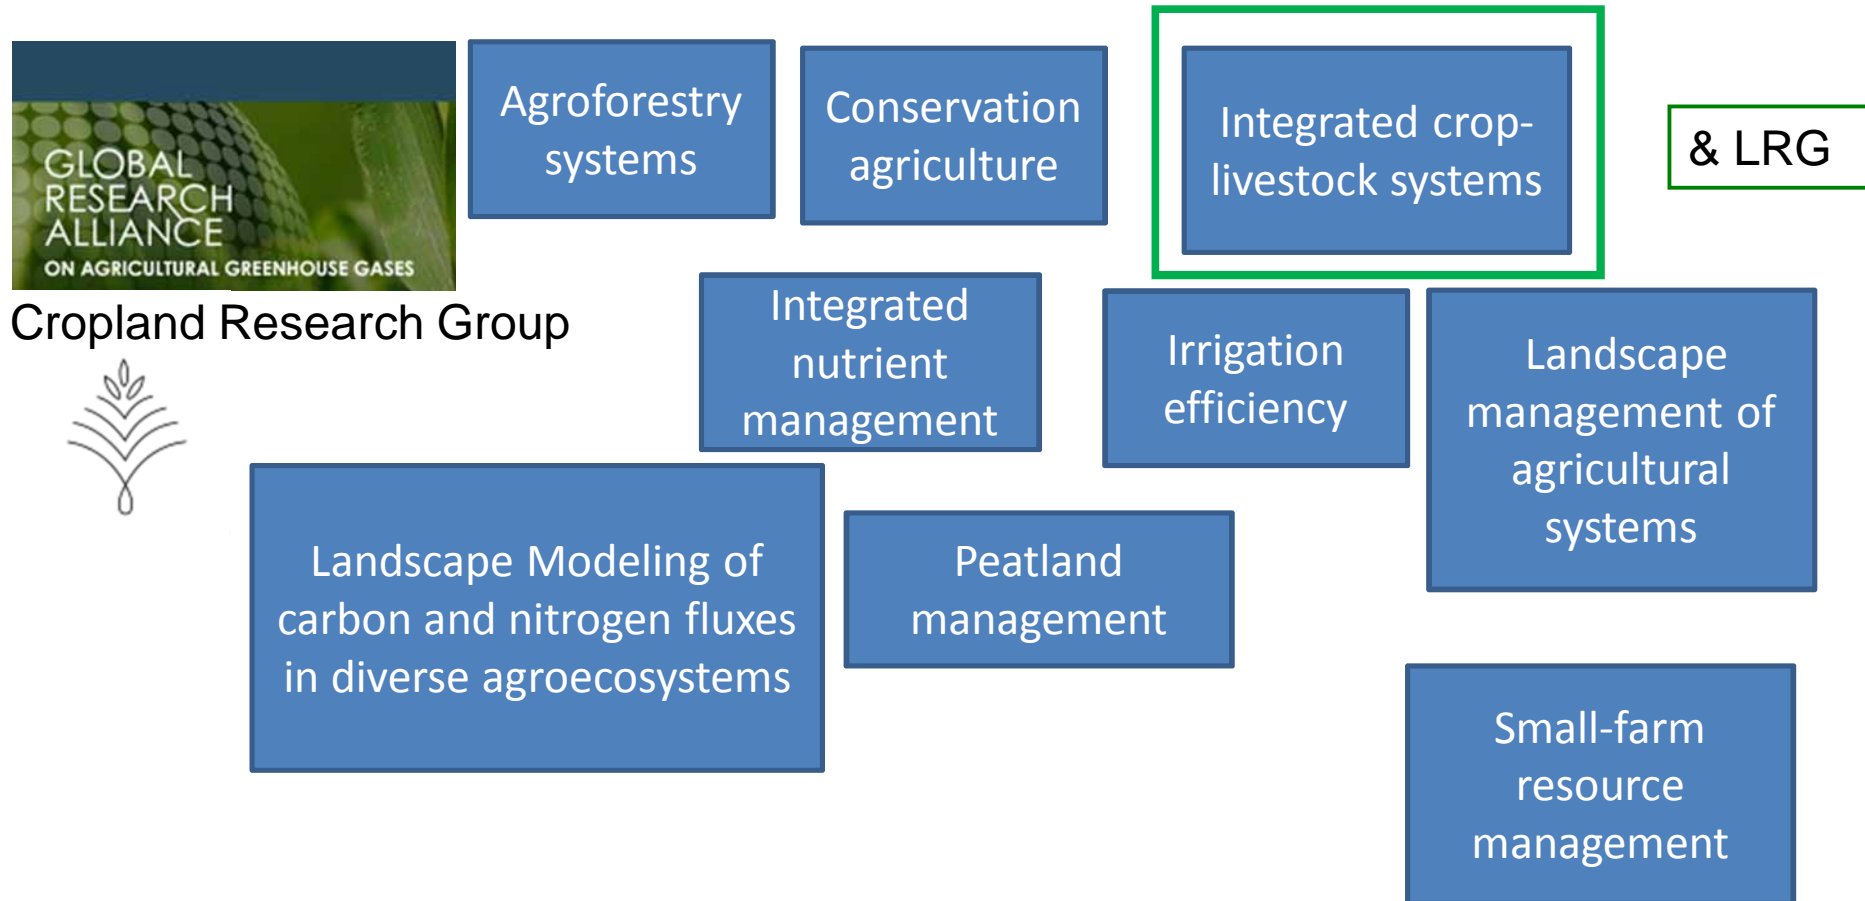 GLOBAL
RESEARCH
ALLIANCE
ON AGRICULTURAL GREENHOUSE GASES
Cropland Research Group
Agroforestry
systems
Conservation
agriculture
Integrated crop-
livestock systems
& LRG
Integrated
nutrient
management
Irrigation
efficiency
Landscape
management of
agricultural
systems
Landscape Modeling of
carbon and nitrogen fluxes
in diverse agroecosystems
Peatland
management
Small-farm
resource
management